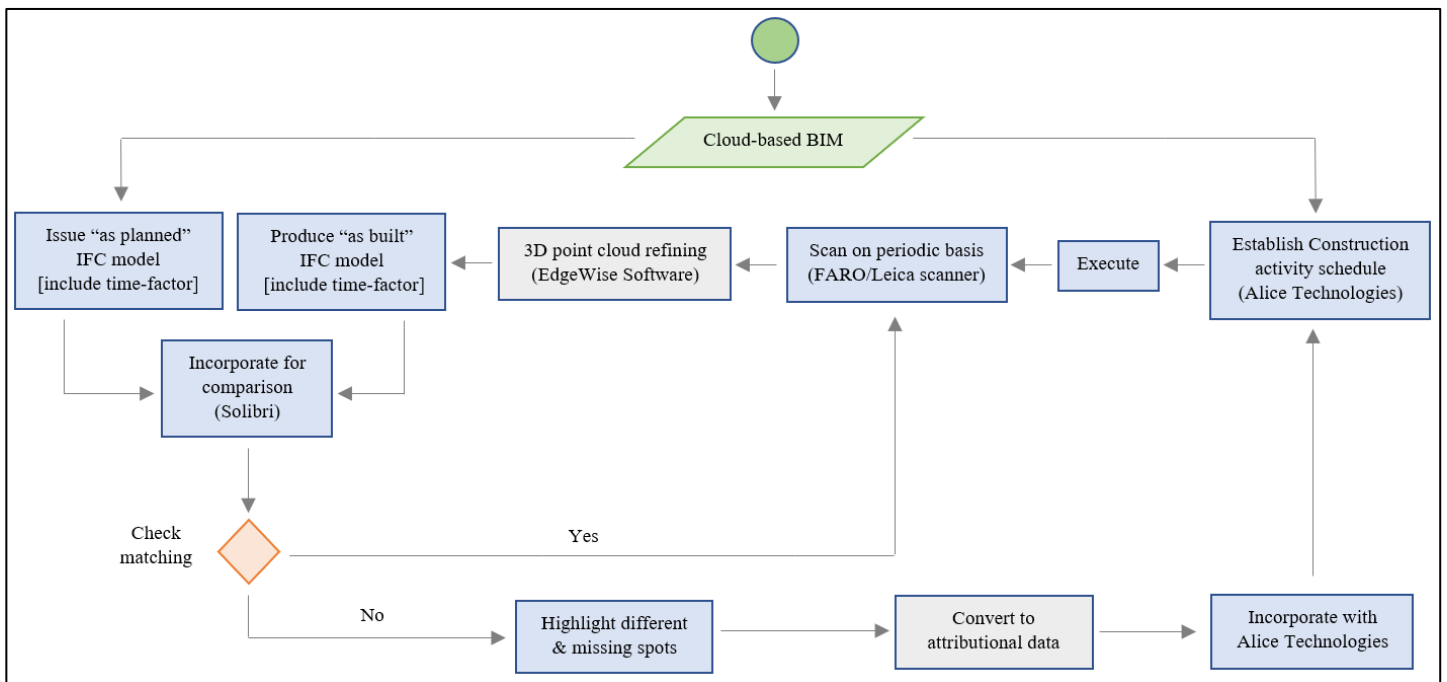 Cloud-based BIM
Issue “as planned”
IFC model
[include time-factor]
Produce “as built”
IFC model
[include time-factor]
3D point cloud refining
(EdgeWise Software)
Scan on periodic basis
(FARO/Leica scanner)
Execute
Establish Construction
activity schedule
(Alice Technologies)
Incorporate for
comparison
(Solibri)
Check
matching
Yes
No
Highlight different
& missing spots
Convert to
attributional data
Incorporate with
Alice Technologies